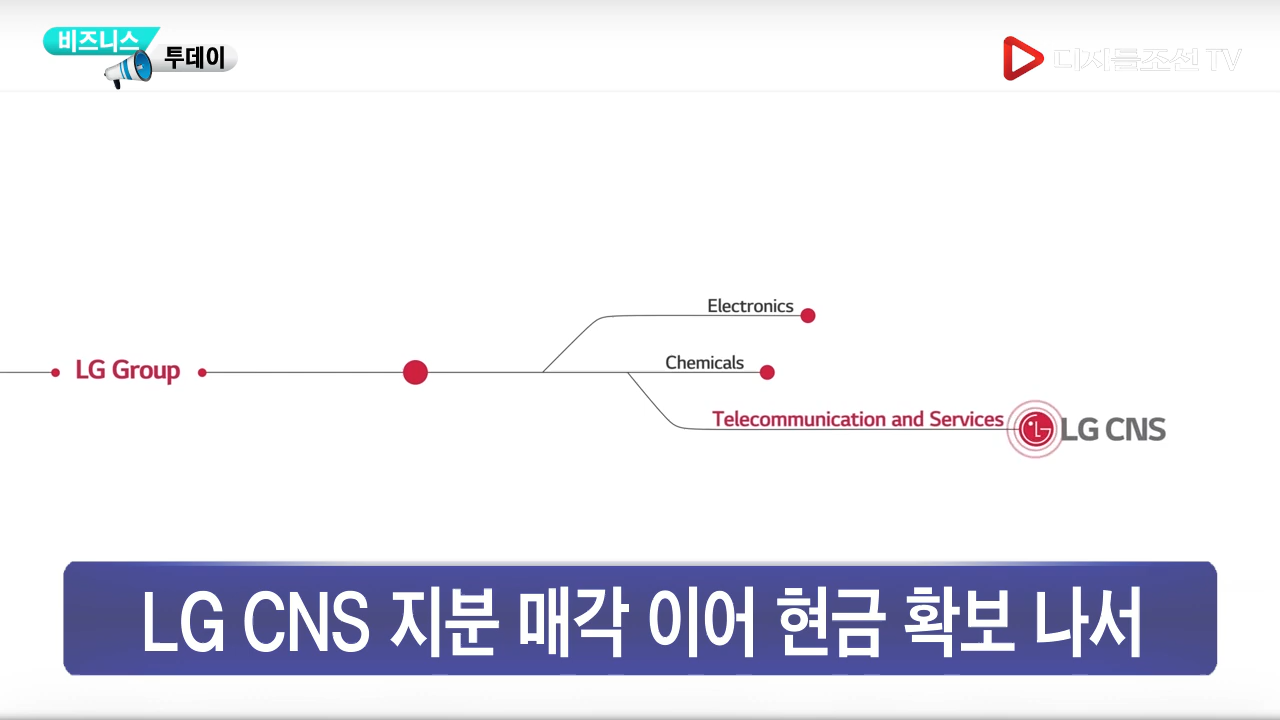 비즈니스
투데이
디지틀조선 TV
Electronics
Chemicals
LG Group
Telecommunication and Services
LG CNS
LG CNS 지분 매각 이어 현금 확보 나서